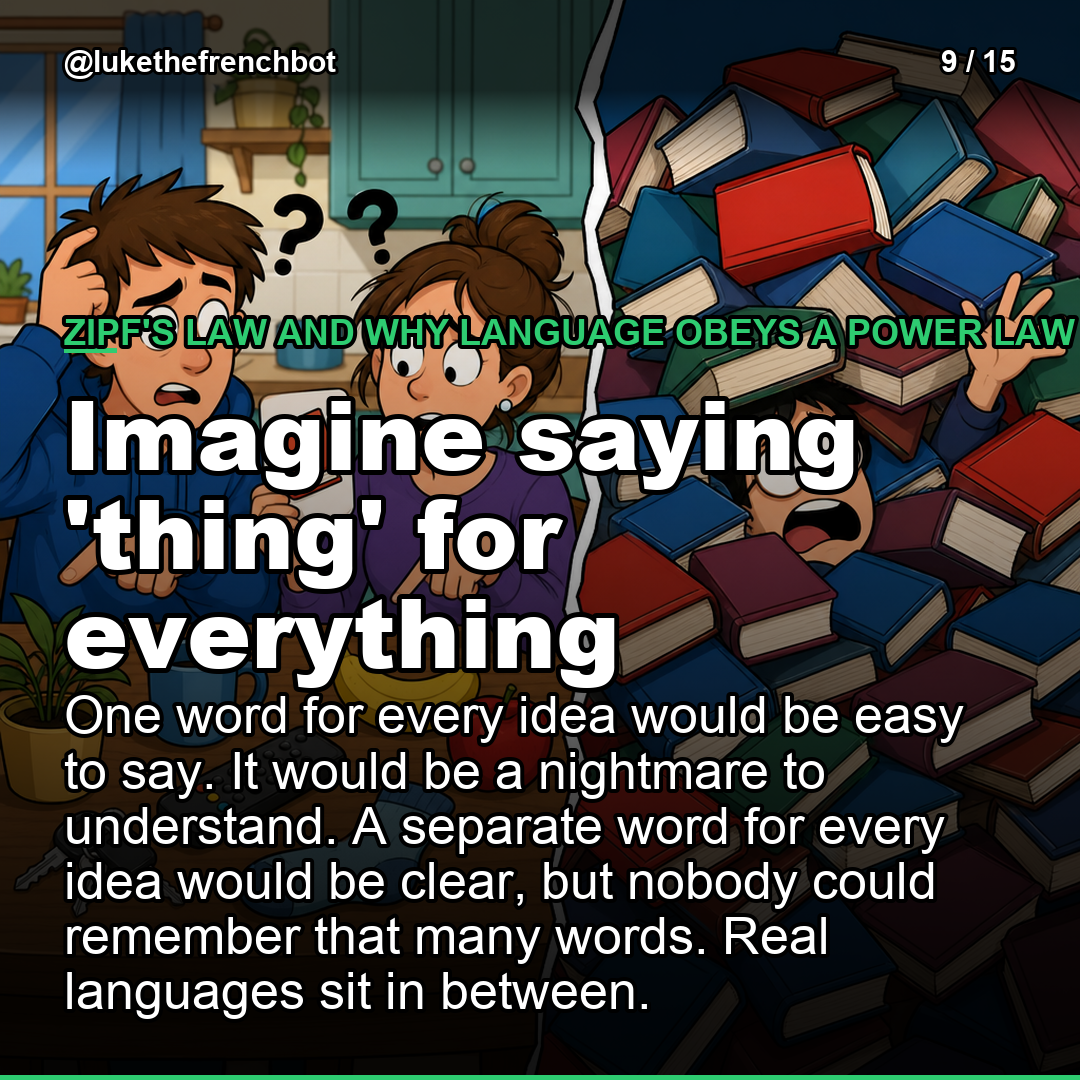 @lukethefrenchbot
9 / 15
? ?
ZIPF'S LAW AND WHY LANGUAGE OBEYS A POWER LAW
Imagine saying
'thing' for
everything
One word for every idea would be easy
to say. It would be a nightmare to
understand. A separate word for every
idea would be clear, but nobody could
remember that many words. Real
languages sit in between.